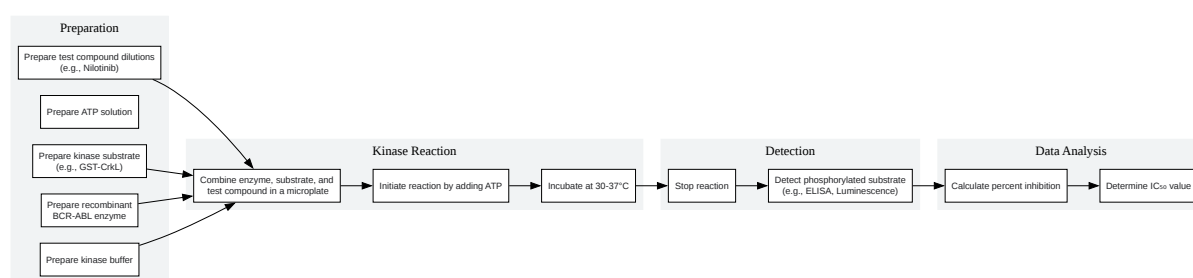 Preparation
Prepare test compound dilutions
(e.g., Nilotinib)
Prepare ATP solution
Prepare kinase substrate
(e.g., GST-CrkL)
Prepare recombinant
BCR-ABL enzyme
Prepare kinase buffer
Kinase Reaction
Combine enzyme, substrate, and
test compound in a microplate
Initiate reaction by adding ATP
Incubate at 30-37°C
Detection
Stop reaction
Detect phosphorylated substrate
(e.g., ELISA, Luminescence)
Data Analysis
Calculate percent inhibition
Determine IC₅₀ value